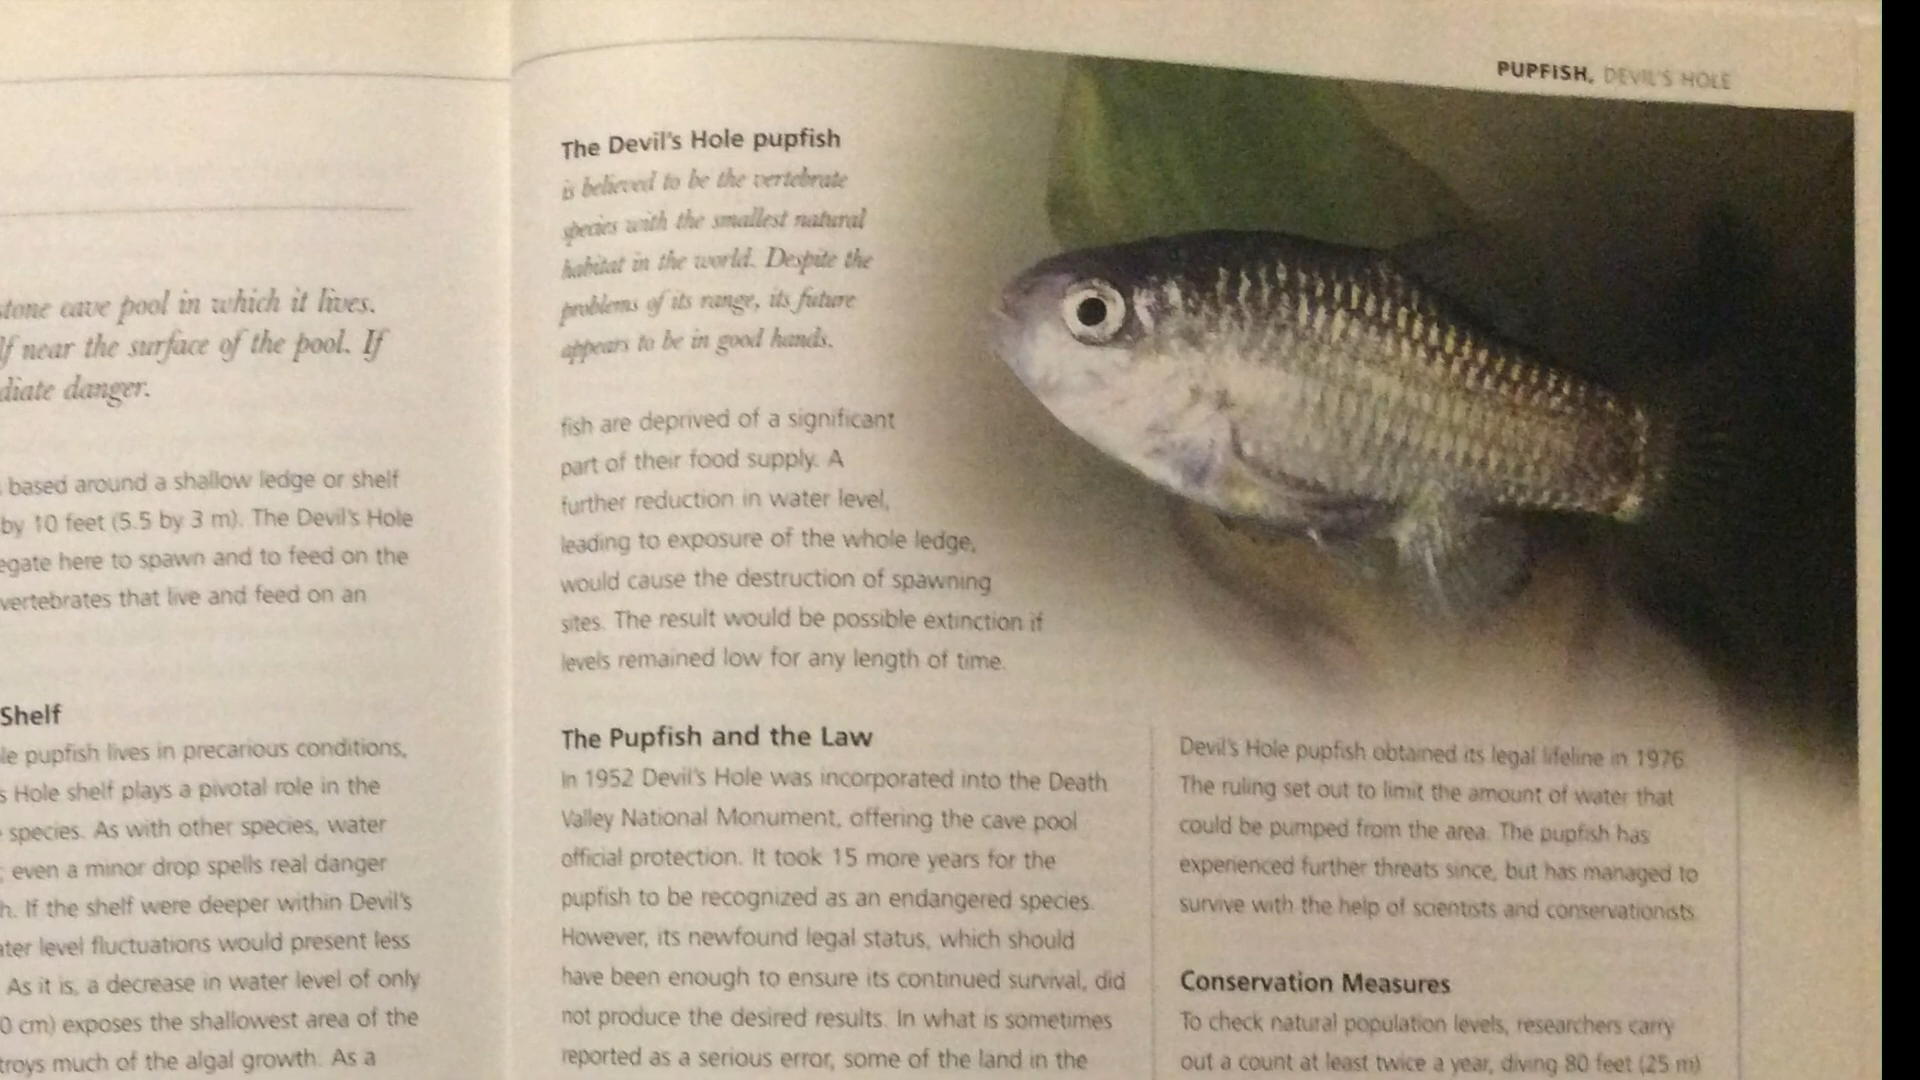 stone cave pool in which it lives.
near the surface of the pool. If
diate danger.
based around a shallow ledge or shelf
by 10 feet (5.5 by 3 m). The Devil's Hole
egate here to spawn and to feed on the
vertebrates that live and feed on an
Shelf
le pupfish lives in precarious conditions,
s Hole shelf plays a pivotal role in the
species. As with other species, water
; even a minor drop spells real danger
h. If the shelf were deeper within Devil's
ater level fluctuations would present less
As it is, a decrease in water level of only
0 cm) exposes the shallowest area of the
troys much of the algal growth. As a
PUPFISH, DEVIL'S HOLE
The Devil's Hole pupfish
is believed to be the vertebrate
species with the smallest natural
habitat in the world. Despite the
problems of its range, its future
appears to be in good hands.
fish are deprived of a significant
part of their food supply. A
further reduction in water level,
leading to exposure of the whole ledge,
would cause the destruction of spawning
sites. The result would be possible extinction if
levels remained low for any length of time.
The Pupfish and the Law
In 1952 Devil's Hole was incorporated into the Death
Valley National Monument, offering the cave pool
official protection. It took 15 more years for the
pupfish to be recognized as an endangered species.
However, its newfound legal status, which should
have been enough to ensure its continued survival, did
not produce the desired results. In what is sometimes
reported as a serious error, some of the land in the
Devil's Hole pupfish obtained its legal lifeline in 1976.
The ruling set out to limit the amount of water that
could be pumped from the area. The pupfish has
experienced further threats since, but has managed to
survive with the help of scientists and conservationists.
Conservation Measures
To check natural population levels, researchers carry
out a count at least twice a year, diving 80 feet (25 m)